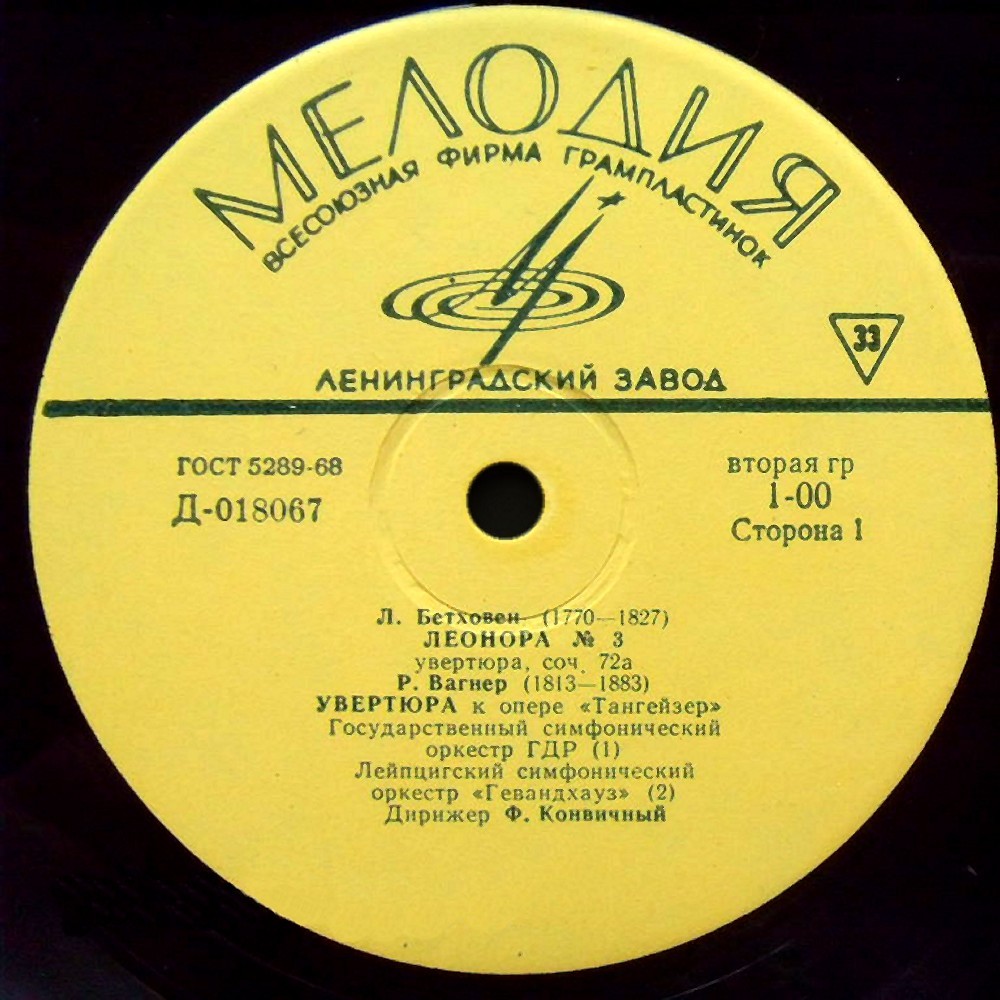 МЕЛОДИЯ
ВСЕСОЮЗНАЯ ФИРМА ГРАМПЛАСТИНОК
33
ЛЕНИНГРАДСКИЙ ЗАВОД
ГОСТ 5289-68
Д-018067
вторая гр
1-00
Сторона 1
Л. Бетховен (1770—1827)
ЛЕОНОРА № 3
увертюра, соч. 72а
Р. Вагнер (1813—1883)
УВЕРТЮРА к опере «Тангейзер»
Государственный симфонический
оркестр ГДР (1)
Лейпцигский симфонический
оркестр «Гевандхауз» (2)
Дирижер Ф. Конвичный